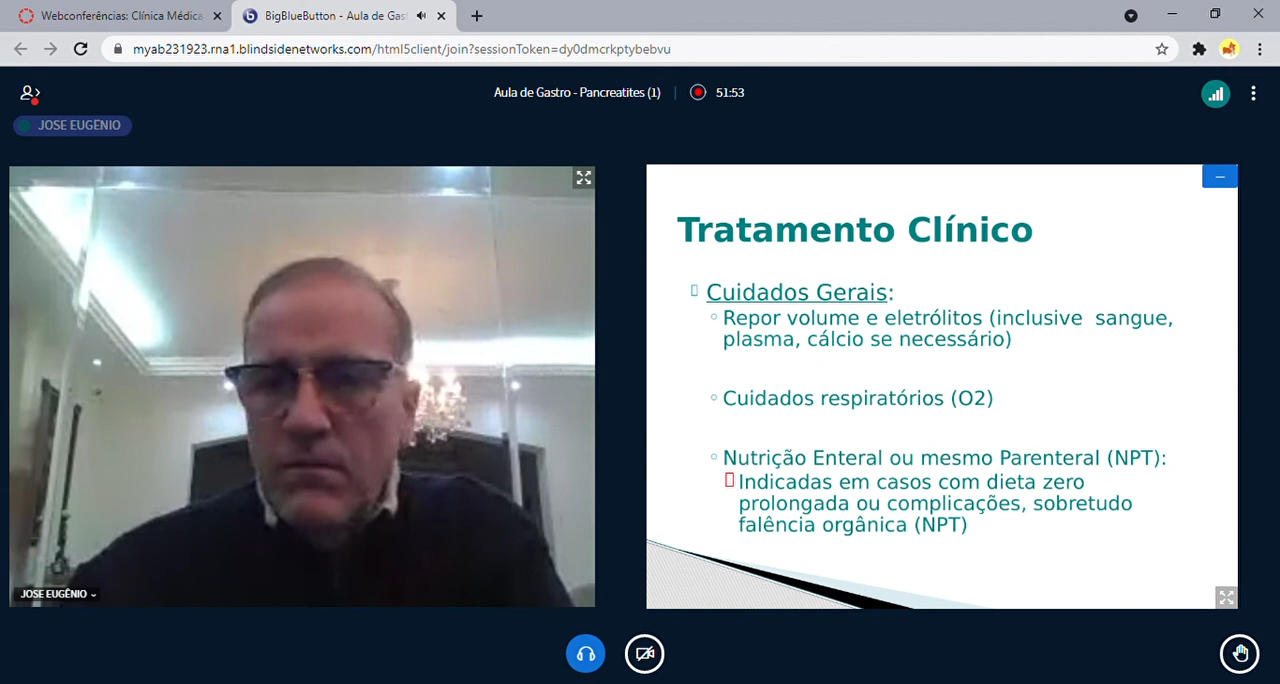 Webconferências: Clínica Médica
BigBlueButton - Aula de Gas
myab231923.rna1.blindsidenetworks.com/html5client/join?sessionToken=dy0dmcrkptybebvu
Aula de Gastro - Pancreatites (1)
51:53
JOSE EUGÊNIO
Tratamento Clínico
Cuidados Gerais:
Repor volume e eletrólitos (inclusive sangue,
plasma, cálcio se necessário)
Cuidados respiratórios (O2)
Nutrição Enteral ou mesmo Parenteral (NPT):
Indicadas em casos com dieta zero
prolongada ou complicações, sobretudo
falência orgânica (NPT)
JOSE EUGÊNIO